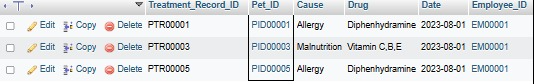 Treatment_Record_ID Pet_ID Cause Drug Date Employee_ID
Edit Copy Delete PTR00001 PID00001 Allergy Diphenhydramine 2023-08-01 EM00001
Edit Copy Delete PTR00003 PID00003 Malnutrition Vitamin C,B,E 2023-08-01 EM00001
Edit Copy Delete PTR00005 PID00005 Allergy Diphenhydramine 2023-08-01 EM00001